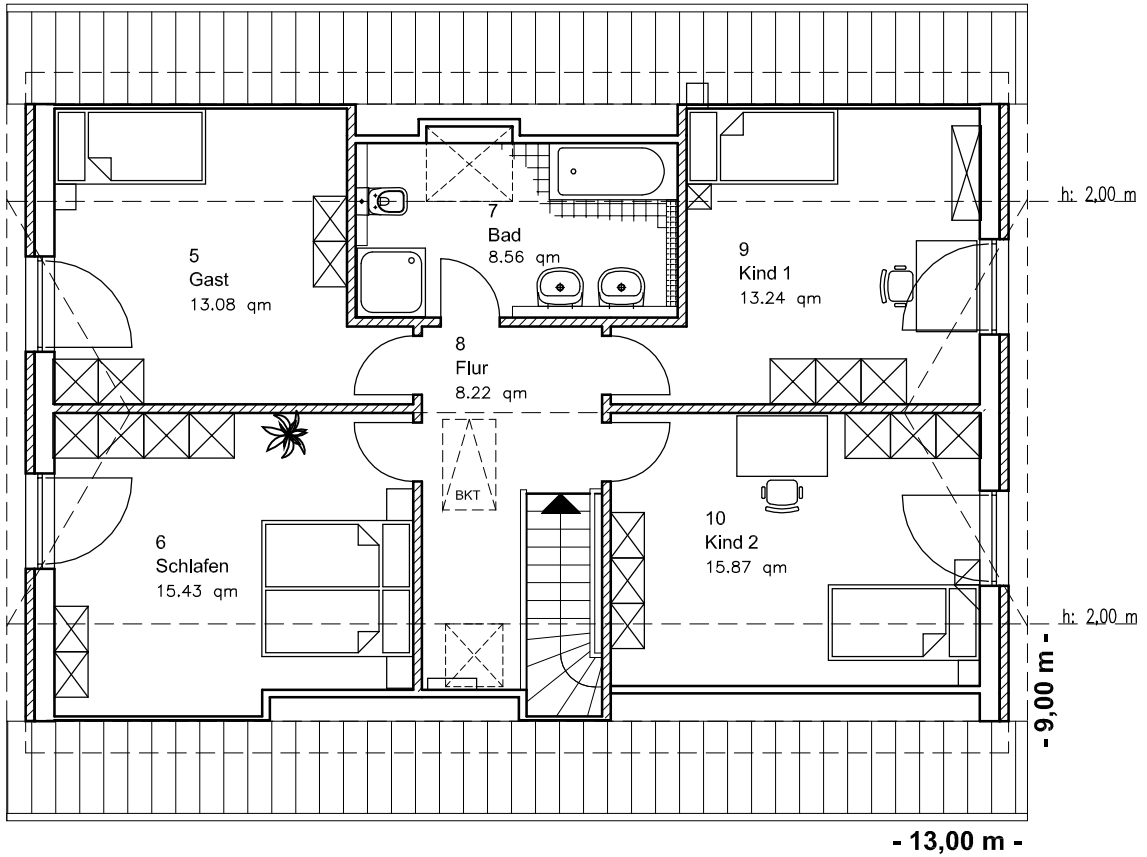 h: 2,00 m
5
Gast
13.08 qm
7
Bad
8.56 qm
9
Kind 1
13.24 qm
8
Flur
8.22 qm
BKT
6
Schlafen
15.43 qm
10
Kind 2
15.87 qm
h: 2,00 m
- 9,00 m -
- 13,00 m -